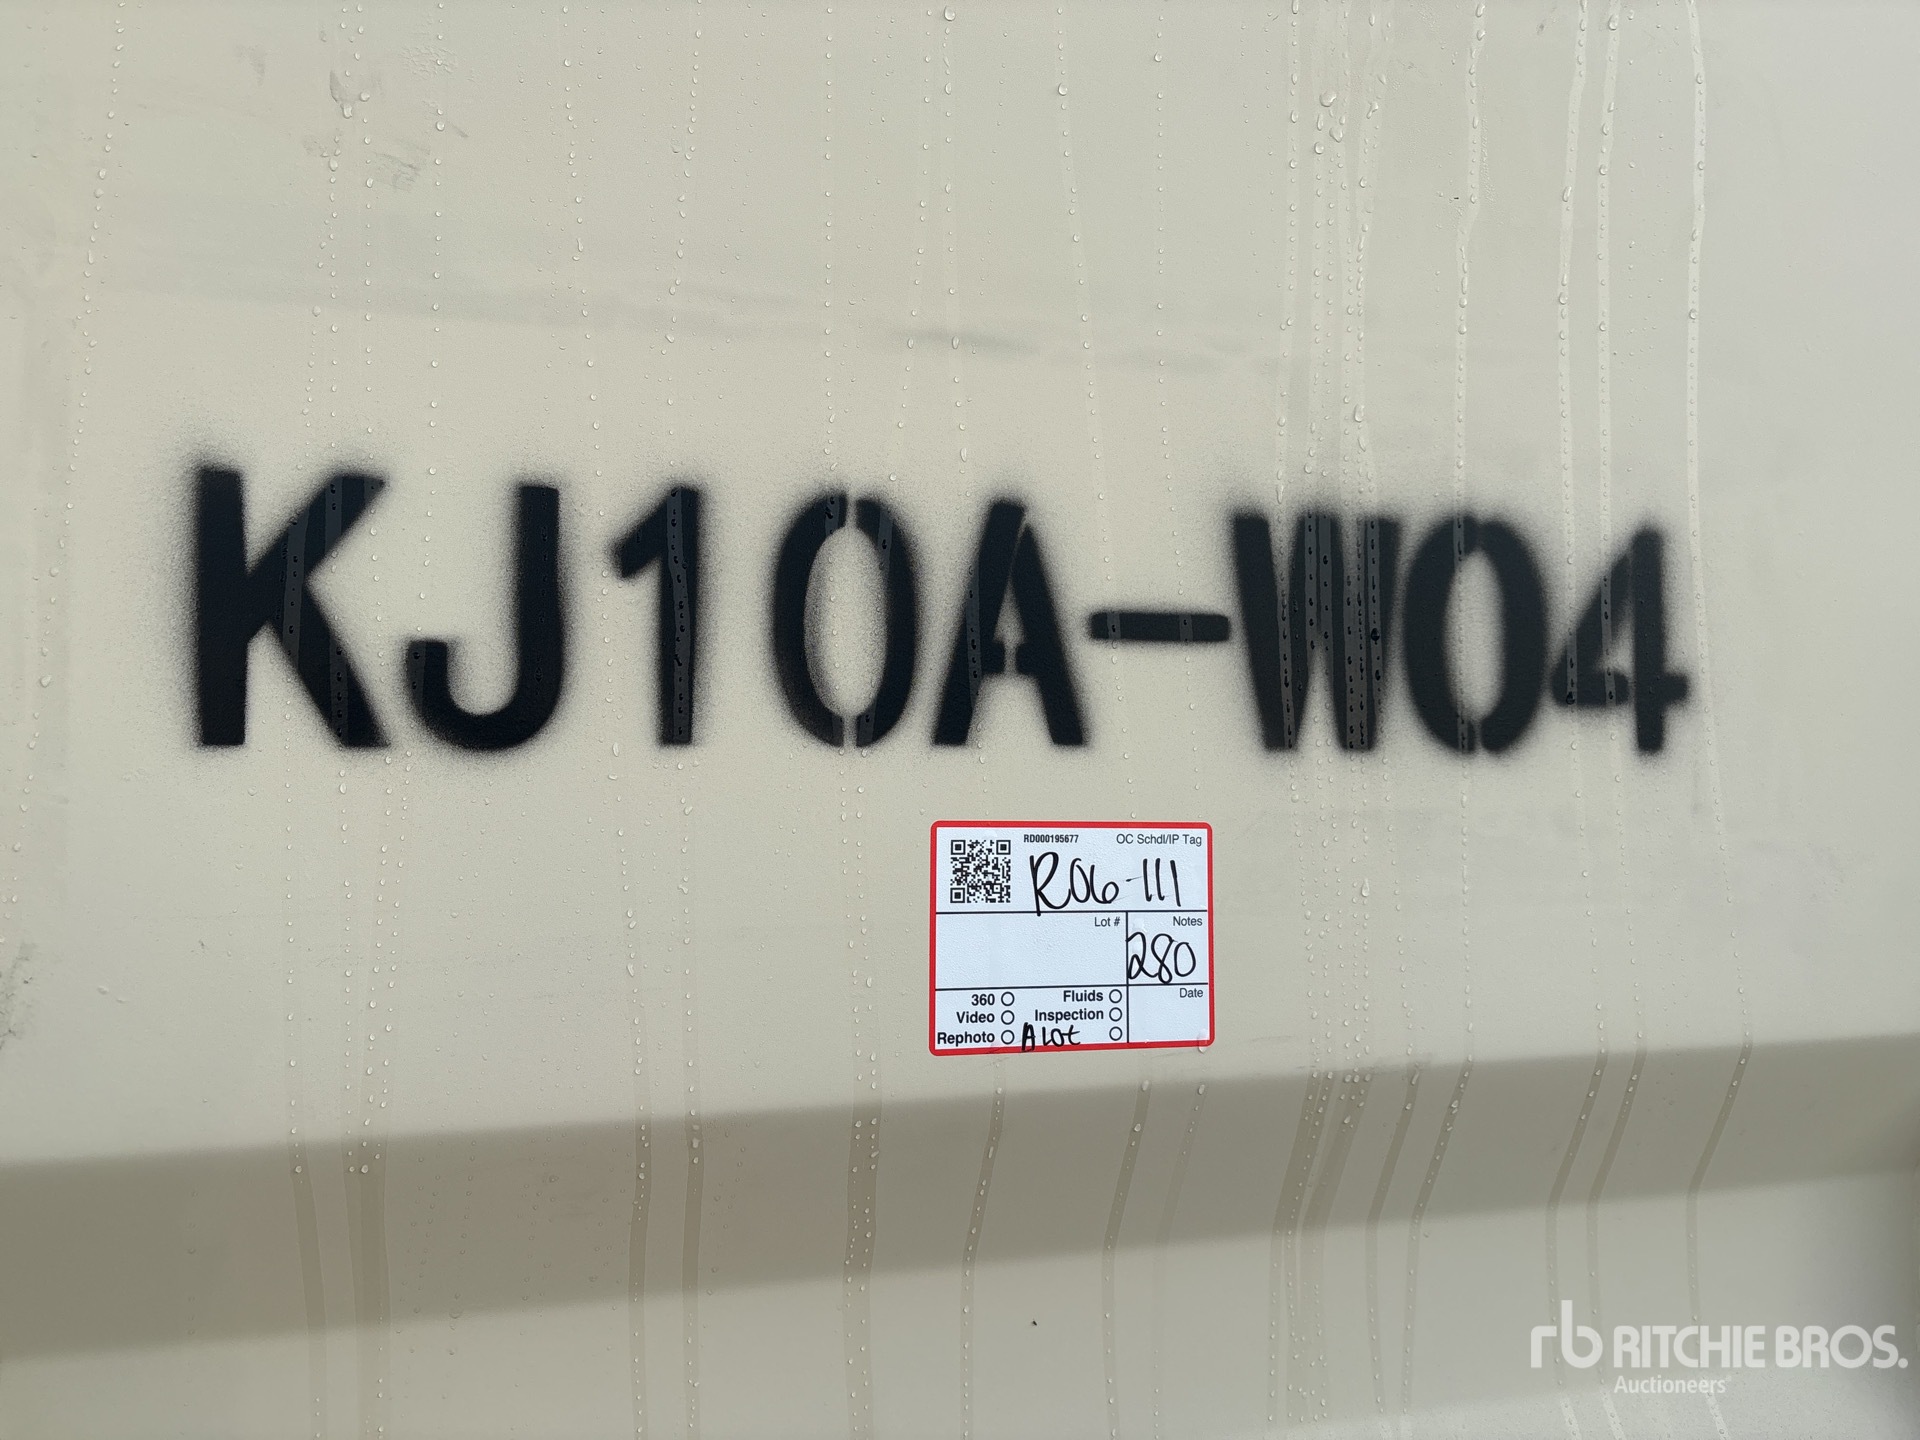 KJ10A-W04
RD000195677 OC Schdl/IP Tag
R06-111
Lot # Notes
280
360 Fluids Date
Video Inspection
Rephoto A Lot
rb RITCHIE BROS.
Auctioneers